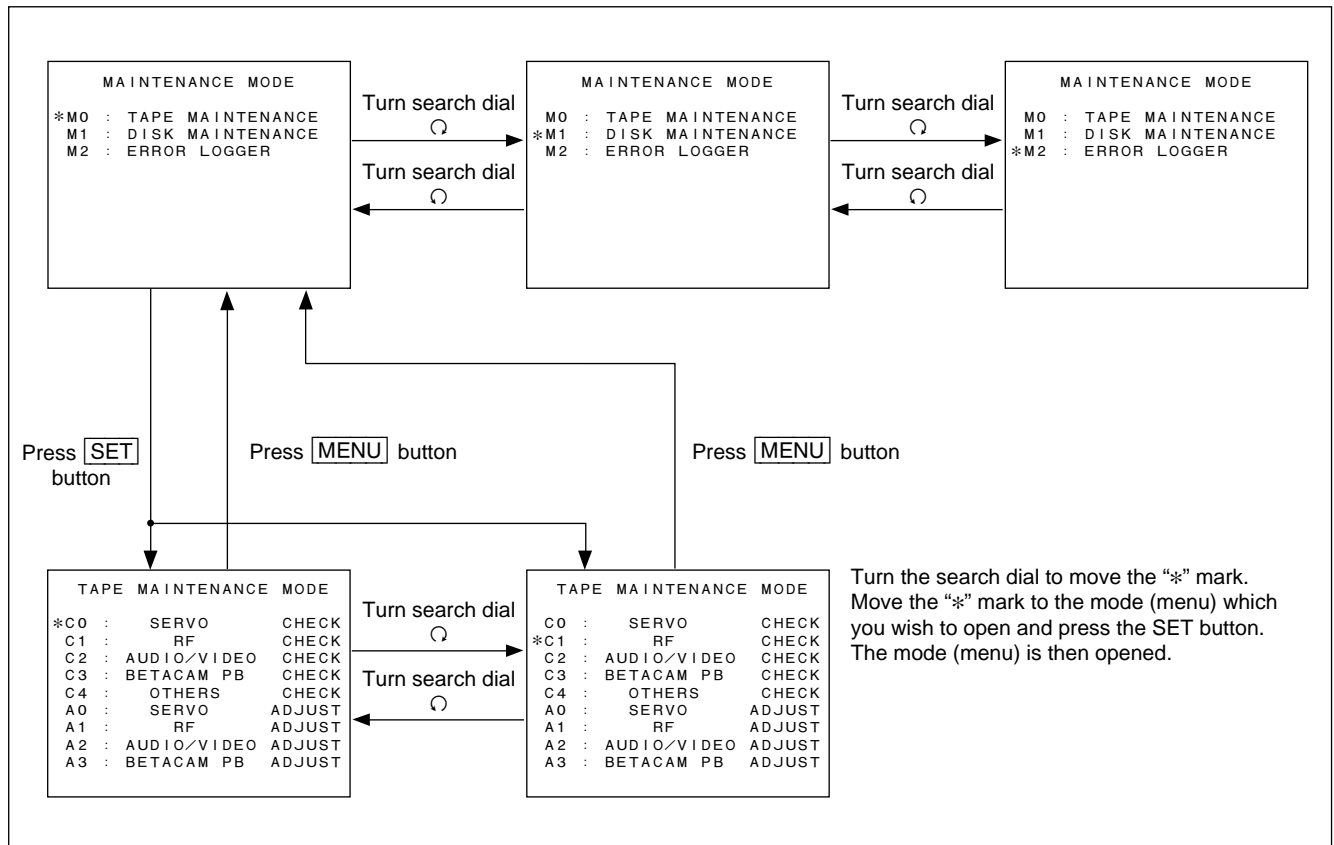 MAINTENANCE MODE
*M0 : TAPE MAINTENANCE
M1 : DISK MAINTENANCE
M2 : ERROR LOGGER
Turn search dial
Turn search dial
MAINTENANCE MODE
M0 : TAPE MAINTENANCE
*M1 : DISK MAINTENANCE
M2 : ERROR LOGGER
Turn search dial
Turn search dial
MAINTENANCE MODE
M0 : TAPE MAINTENANCE
M1 : DISK MAINTENANCE
*M2 : ERROR LOGGER
Press SET
button
Press MENU button
Press MENU button
TAPE MAINTENANCE MODE
*C0 : SERVO CHECK
C1 : RF CHECK
C2 : AUDIO/VIDEO CHECK
C3 : BETACAM PB CHECK
C4 : OTHERS CHECK
A0 : SERVO ADJUST
A1 : RF ADJUST
A2 : AUDIO/VIDEO ADJUST
A3 : BETACAM PB ADJUST
Turn search dial
Turn search dial
TAPE MAINTENANCE MODE
C0 : SERVO CHECK
*C1 : RF CHECK
C2 : AUDIO/VIDEO CHECK
C3 : BETACAM PB CHECK
C4 : OTHERS CHECK
A0 : SERVO ADJUST
A1 : RF ADJUST
A2 : AUDIO/VIDEO ADJUST
A3 : BETACAM PB ADJUST
Turn the search dial to move the “*” mark.
Move the “*” mark to the mode (menu) which
you wish to open and press the SET button.
The mode (menu) is then opened.